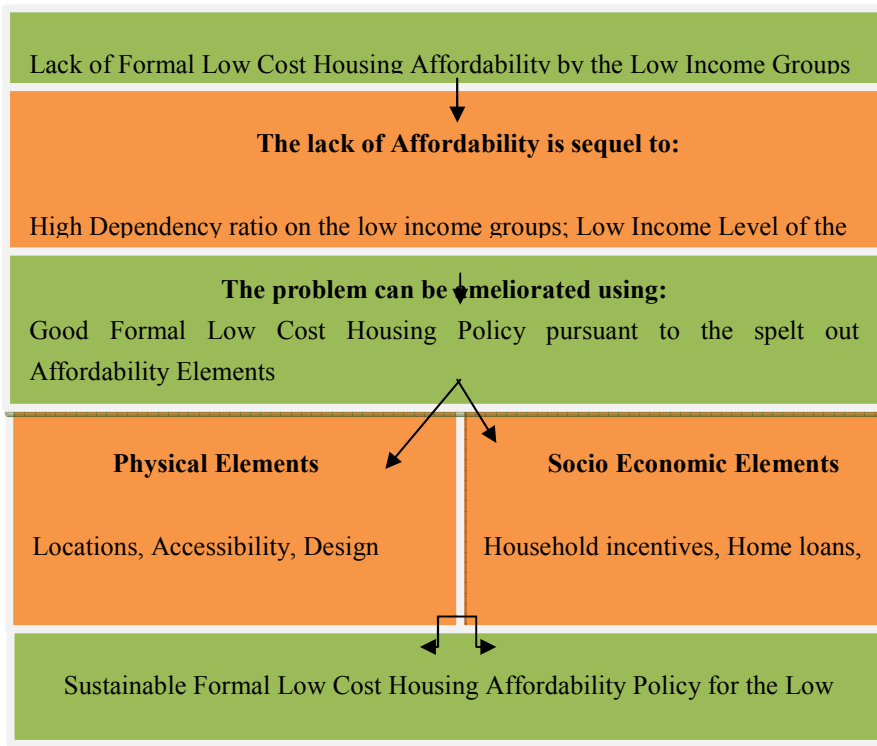 Lack of Formal Low Cost Housing Affordability by the Low Income Groups
The lack of Affordability is sequel to:
High Dependency ratio on the low income groups; Low Income Level of the
The problem can be ameliorated using:
Good Formal Low Cost Housing Policy pursuant to the spelt out
Affordability Elements
Physical Elements
Locations, Accessibility, Design
Socio Economic Elements
Household incentives, Home loans,
Sustainable Formal Low Cost Housing Affordability Policy for the Low